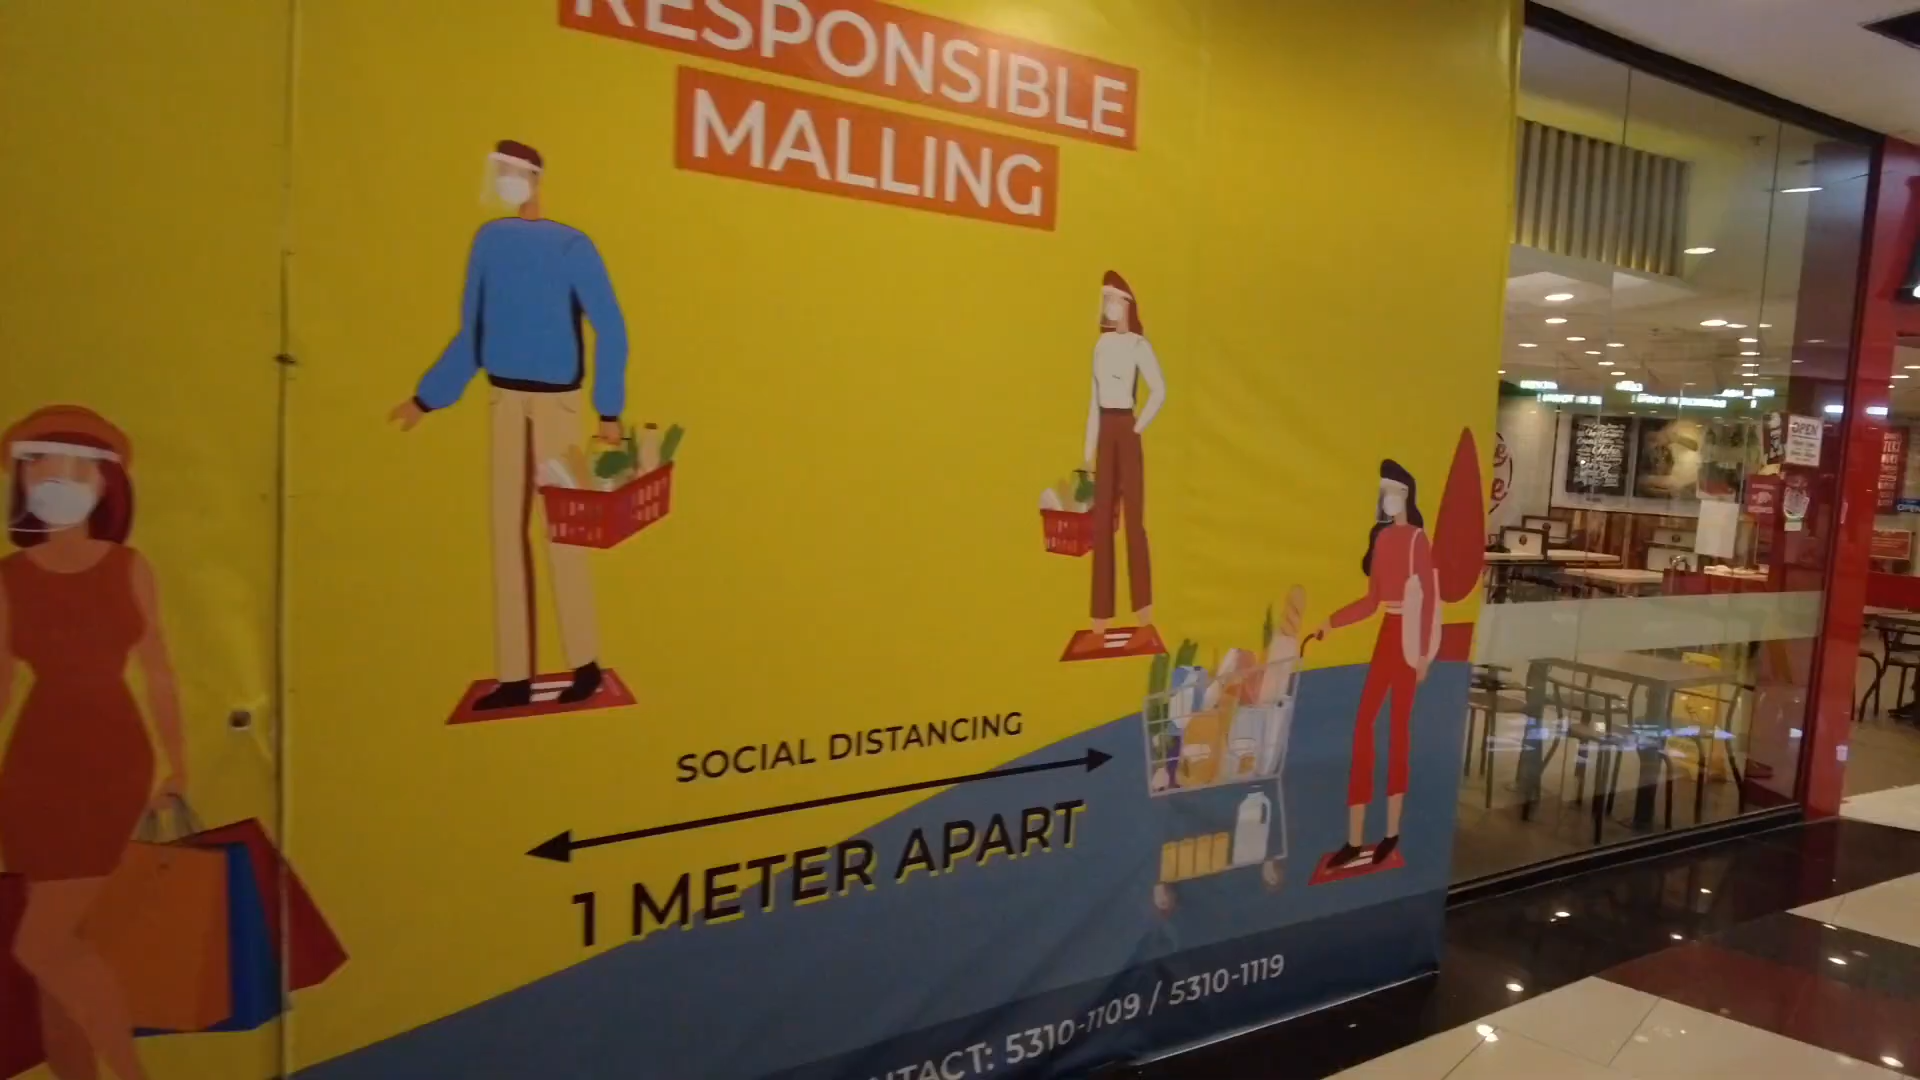 RESPONSIBLE
MALLING
SOCIAL DISTANCING
1 METER APART
5310-1109 / 5310-1119
OPEN